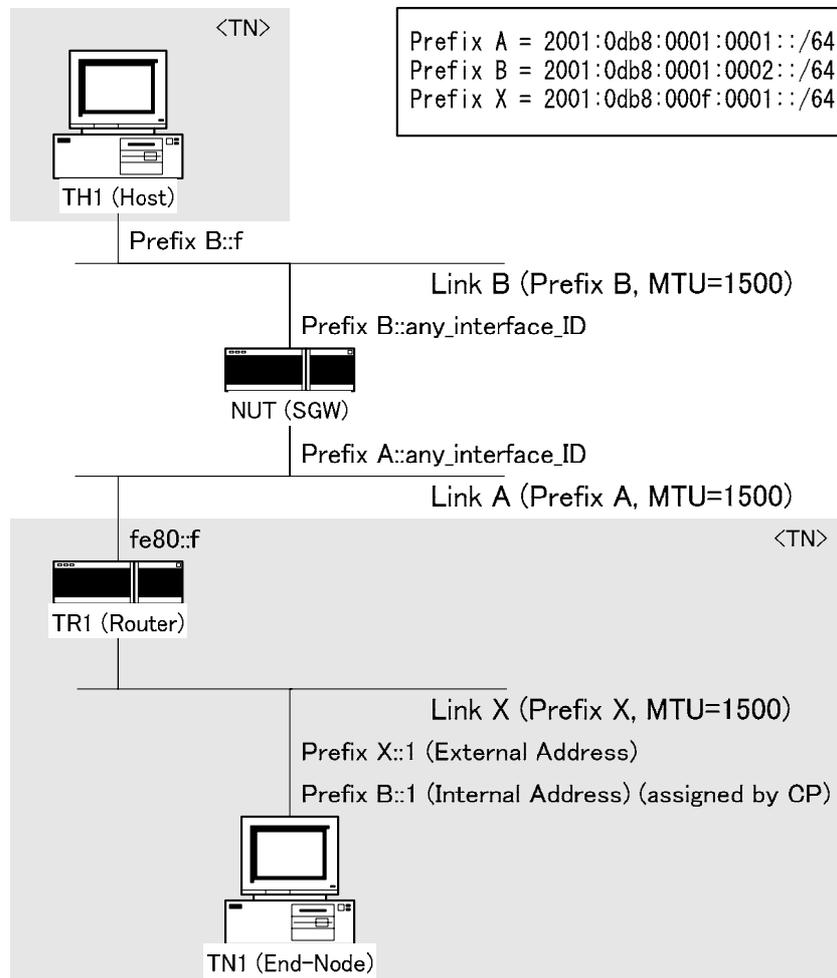 <TN>
Prefix A = 2001:0db8:0001:0001::/64
Prefix B = 2001:0db8:0001:0002::/64
Prefix X = 2001:0db8:000f:0001::/64
TH1 (Host)
Prefix B::f
Link B (Prefix B, MTU=1500)
Prefix B::any_interface_ID
NUT (SGW)
Prefix A::any_interface_ID
Link A (Prefix A, MTU=1500)
fe80::f
<TN>
TR1 (Router)
Link X (Prefix X, MTU=1500)
Prefix X::1 (External Address)
Prefix B::1 (Internal Address) (assigned by CP)
TN1 (End-Node)